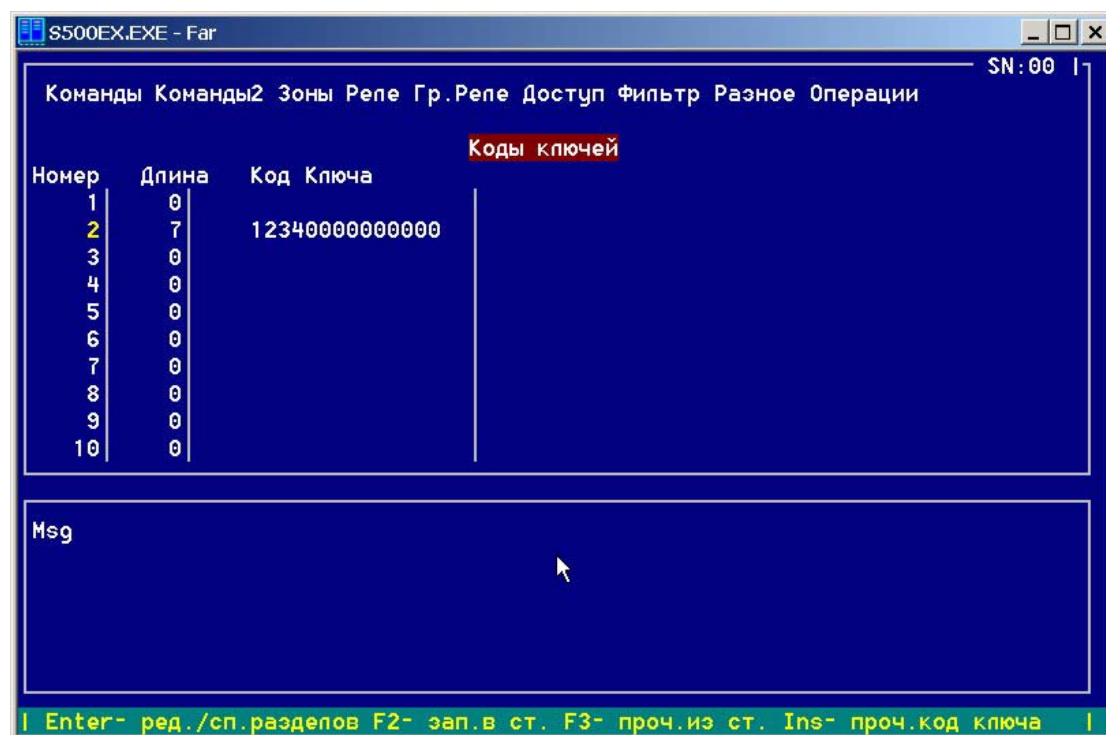 S500EX.EXE - Far
SN:00
Команды Команды2 Зоны Реле Гр.Реле Доступ Фильтр Разное Операции
Коды ключей
Номер Длина Код Ключа
1 0
2 7 12340000000000
3 0
4 0
5 0
6 0
7 0
8 0
9 0
10 0
Msg
| Enter- ред./сп.разделов F2- зап.в ст. F3- проч.из ст. Ins- проч.код ключа |